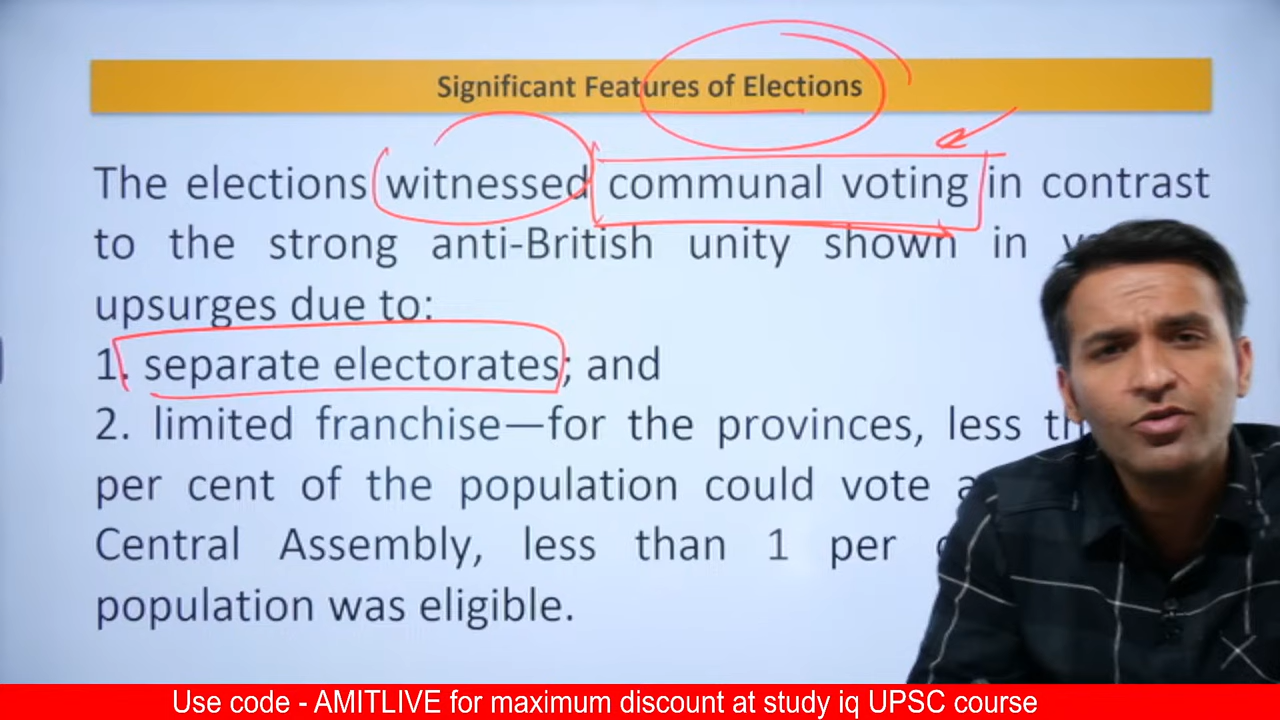 Significant Features of Elections
The elections witnessed communal voting in contrast
to the strong anti-British unity shown in
upsurges due to:
1. separate electorates; and
2. limited franchise—for the provinces, less
per cent of the population could vote
Central Assembly, less than 1 per
population was eligible.
Use code - AMITLIVE for maximum discount at study iq UPSC course